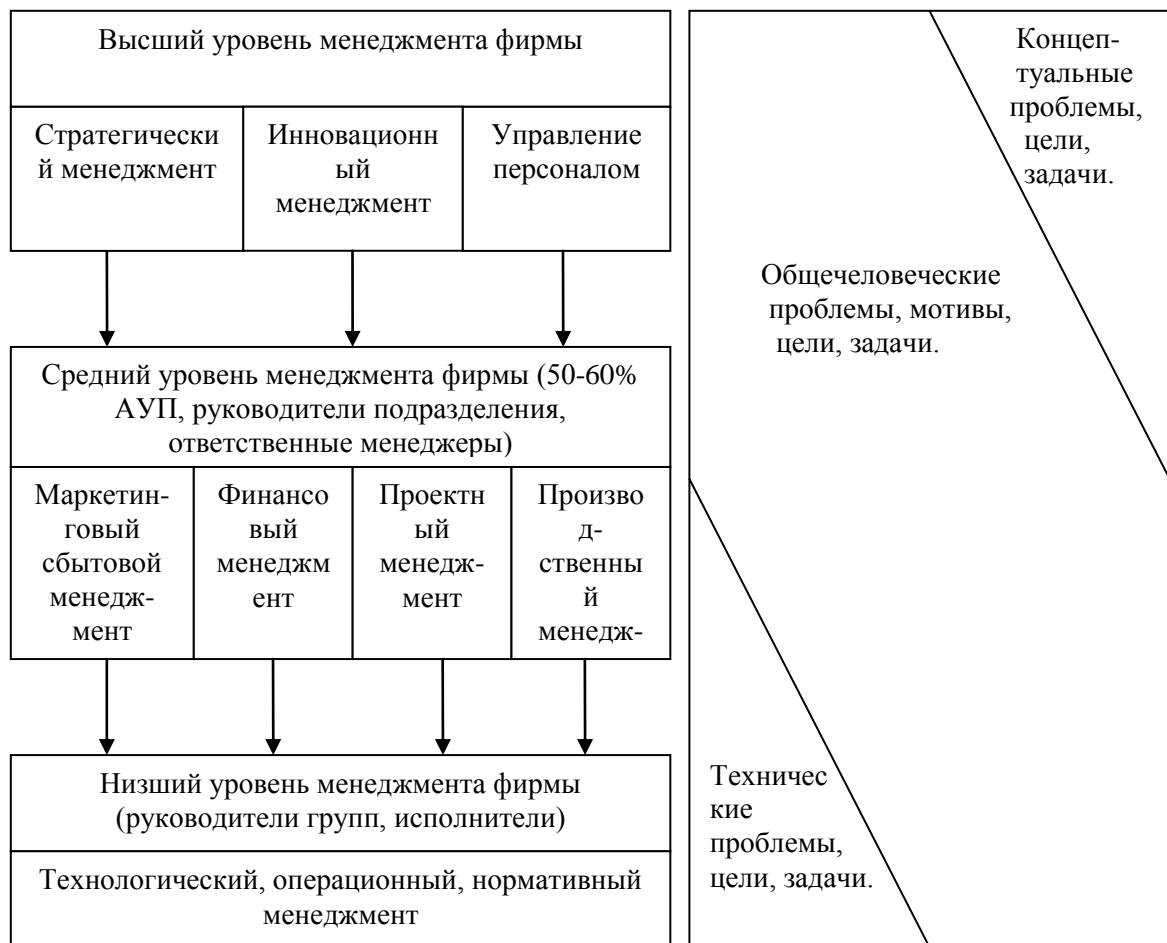 Высший уровень менеджмента фирмы
Стратегически
й менеджмент
Инновационн
ый
менеджмент
Управление
персоналом
Средний уровень менеджмента фирмы (50-60%
АУП, руководители подразделения,
ответственные менеджеры)
Маркетин-
говый
сбытовой
менедж-
мент
Финансо
вый
менеджм
ент
Проектн
ый
менедж-
мент
Произво
д-
ственны
й
менедж-
Низший уровень менеджмента фирмы
(руководители групп, исполнители)
Технологический, операционный, нормативный
менеджмент
Концеп-
туальные
проблемы,
цели,
задачи.
Общечеловеческие
проблемы, мотивы,
цели, задачи.
Техничес
кие
проблемы,
цели, задачи.